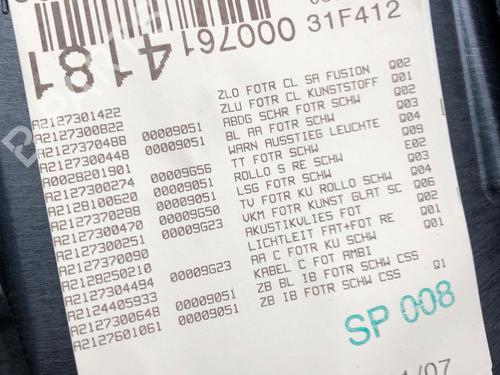 000761
4181
31F412
A2127301422 ZLO FOTR CL SA FUSION Q02
A2127300822 ZLU FOTR CL KUNSTSTOFF Q02
A2127370488 00009051 ABDG SCHR FOTR SCHW Q01
A2127300448 00009051 BL AA FOTR SCHW Q04
A0028201901 WARN AUSSTIEG LEUCHTE Q09
A2127300274 00009G56 TT FOTR SCHW E02
A2128100620 00009051 ROLLO S RE SCHW Q03
A2127370288 LSG FOTR SCHW Q04
A2127300470 00009G50 TV FOTR KU ROLLO SCHW Q06
A2127300251 00009G23 VKM FOTR KUNST GLAT SC Q02
A2127370090 AKUSTIKVLIES FOT Q01
A2128250210 LICHTLEIT FAT+FOT RE Q01
A2127304494 00009G23 AA C FOTR KU SCHW
A2124405933 KABEL C FOT AMBI
A2127300648 00009051 ZB BL IB FOTR SCHW CSS Q1
A2127601061 00009051 ZB IB FOTR SCHW CSS
SP 008